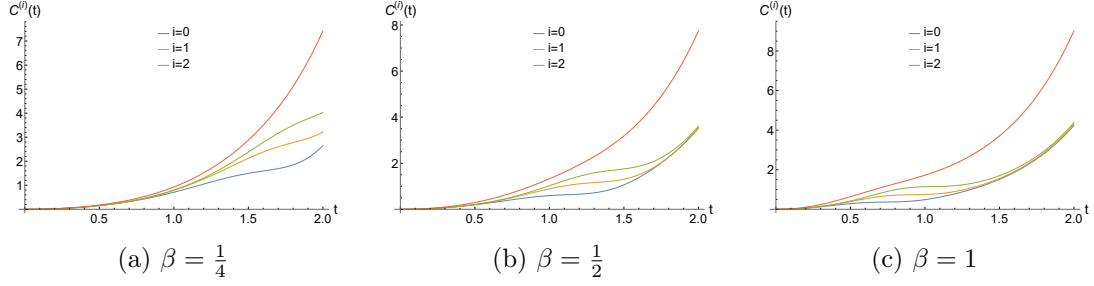 C^(i)(t)
7
6
5
4
3
2
1
0.5 1.0 1.5 2.0 t
i=0
i=1
i=2
(a) β = 1/4
C^(i)(t)
8
6
4
2
0.5 1.0 1.5 2.0 t
i=0
i=1
i=2
(b) β = 1/2
C^(i)(t)
8
6
4
2
0.5 1.0 1.5 2.0 t
i=0
i=1
i=2
(c) β = 1